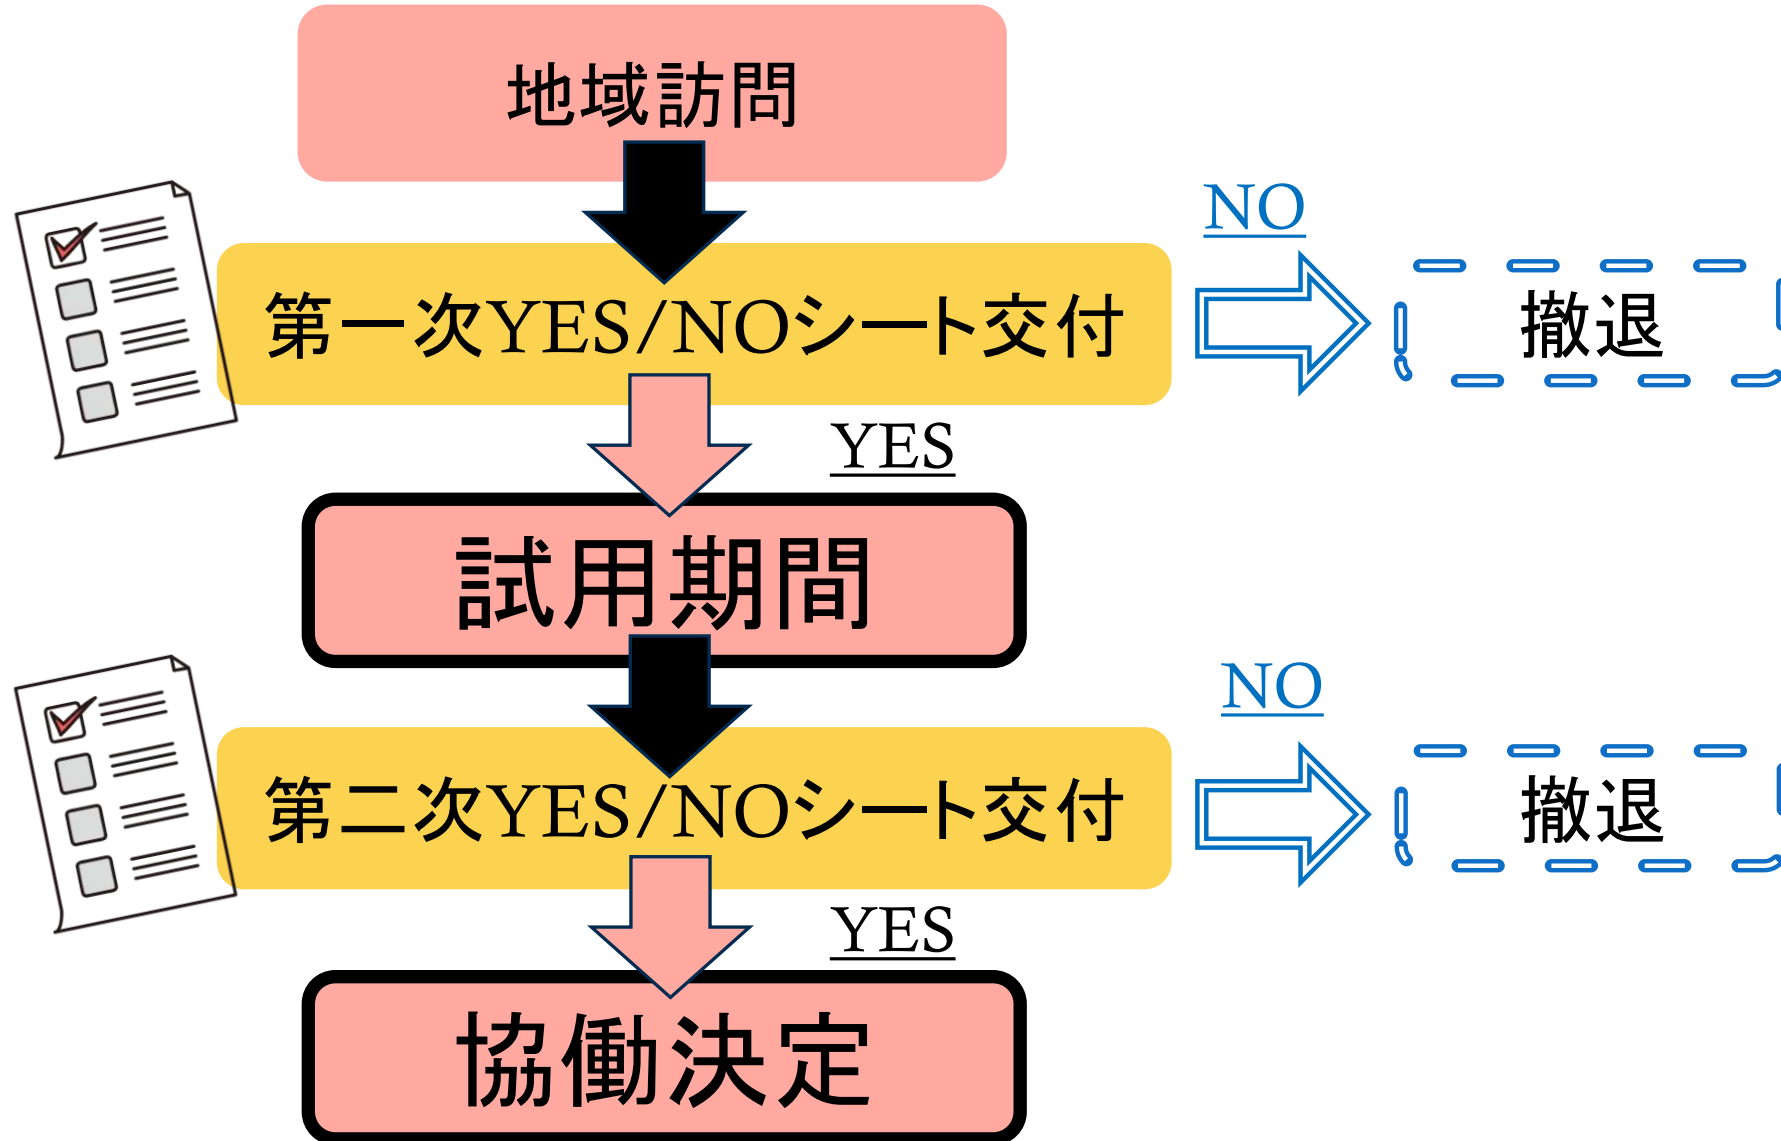 地域訪問
第一次YES/NOシート交付
NO
撤退
YES
試用期間
第二次YES/NOシート交付
NO
撤退
YES
協働決定